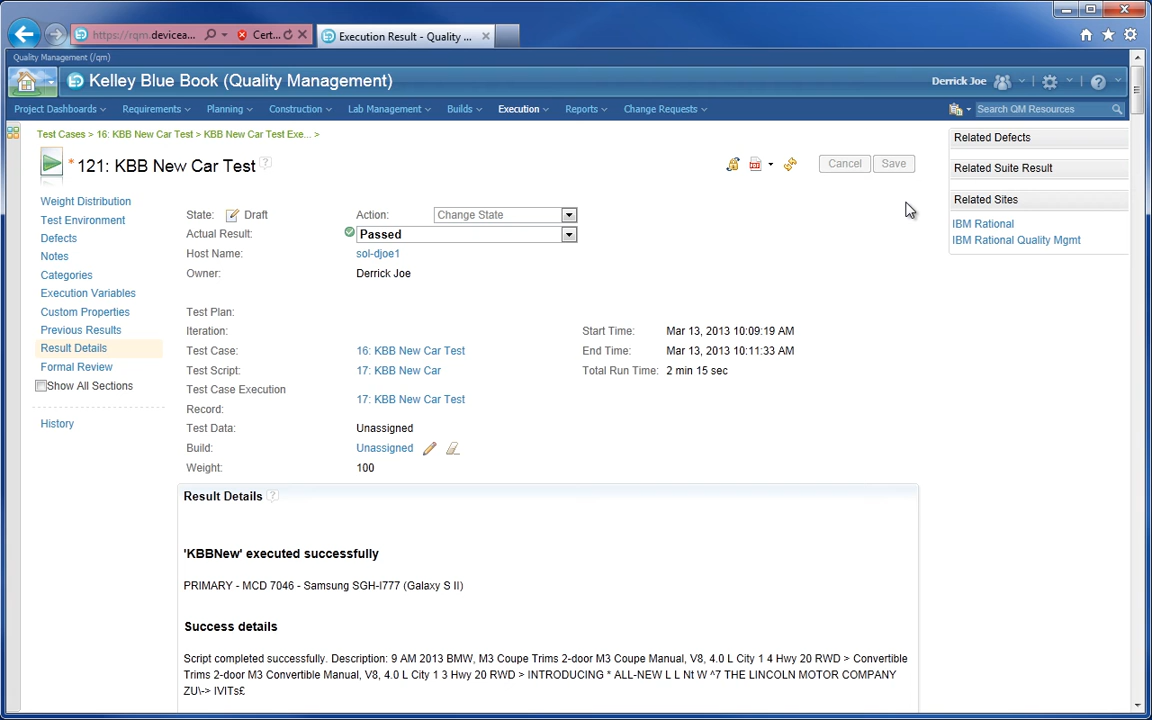 https://rqm.devicea...
Cert...
Execution Result - Quality ...
Quality Management (/qm)
Kelley Blue Book (Quality Management)
Derrick Joe
Project Dashboards
Requirements
Planning
Construction
Lab Management
Builds
Execution
Reports
Change Requests
Search QM Resources
Test Cases > 16: KBB New Car Test > KBB New Car Test Exe... >
* 121: KBB New Car Test
Cancel
Save
Weight Distribution
Test Environment
Defects
Notes
Categories
Execution Variables
Custom Properties
Previous Results
Result Details
Formal Review
Show All Sections
History
State: Draft
Action: Change State
Actual Result: Passed
Host Name: sol-djoe1
Owner: Derrick Joe
Test Plan:
Iteration:
Start Time: Mar 13, 2013 10:09:19 AM
Test Case: 16: KBB New Car Test
End Time: Mar 13, 2013 10:11:33 AM
Test Script: 17: KBB New Car
Total Run Time: 2 min 15 sec
Test Case Execution
Record:
17: KBB New Car Test
Test Data: Unassigned
Build: Unassigned
Weight: 100
Result Details
'KBBNew' executed successfully
PRIMARY - MCD 7046 - Samsung SGH-I777 (Galaxy S II)
Success details
Script completed successfully. Description: 9 AM 2013 BMW, M3 Coupe Trims 2-door M3 Coupe Manual, V8, 4.0 L City 1 4 Hwy 20 RWD > Convertible
Trims 2-door M3 Convertible Manual, V8, 4.0 L City 1 3 Hwy 20 RWD > INTRODUCING * ALL-NEW L L Nt W ^7 THE LINCOLN MOTOR COMPANY
ZU\-> IVITs£
Related Defects
Related Suite Result
Related Sites
IBM Rational
IBM Rational Quality Mgmt